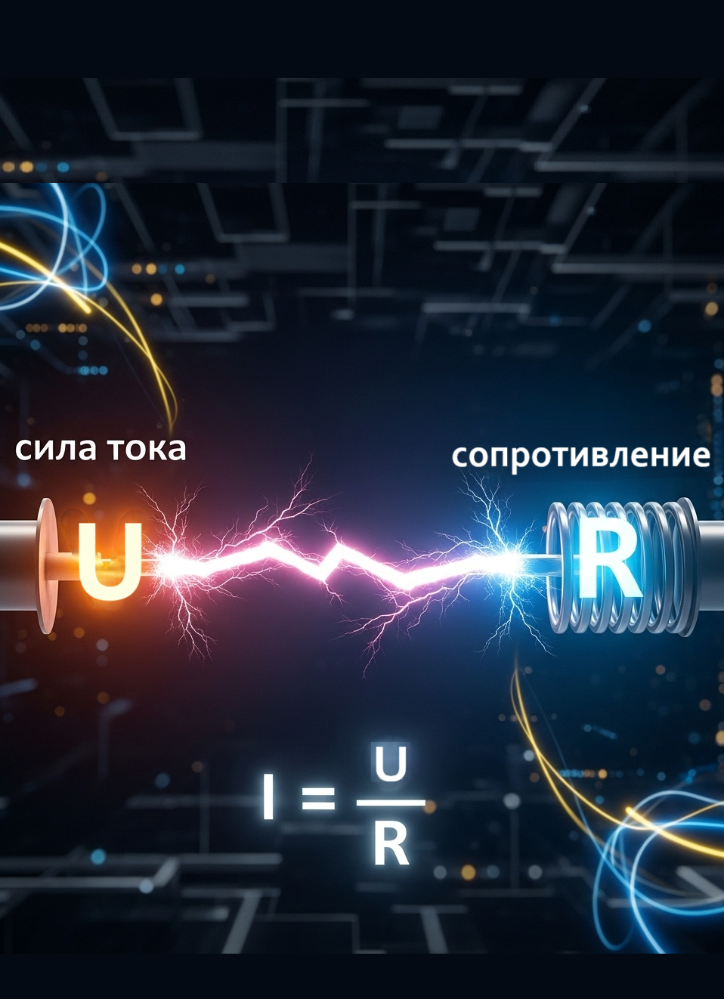 сила тока
сопротивление
U
R
I = U
R